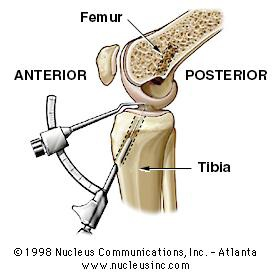 Femur
ANTERIOR
POSTERIOR
Tibia
©1998 Nucleus Communications, Inc. - Atlanta
www.nucleusinc.com